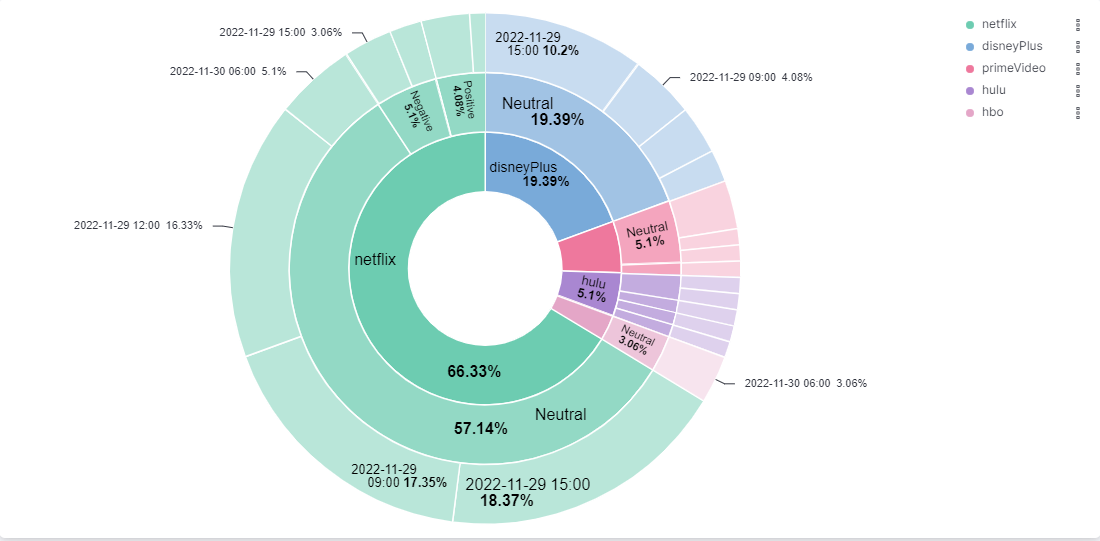 2022-11-29 15:00 3.06%
2022-11-30 06:00 5.1%
2022-11-29 12:00 16.33%
2022-11-29
15:00 10.2%
2022-11-29 09:00 4.08%
Neutral
19.39%
disneyPlus
19.39%
Negative
5.1%
Positive
4.08%
Neutral
5.1%
netflix
66.33%
hulu
5.1%
Neutral
3.06%
2022-11-30 06:00 3.06%
Neutral
57.14%
2022-11-29
09:00 17.35%
2022-11-29 15:00
18.37%
netflix
disneyPlus
primeVideo
hulu
hbo